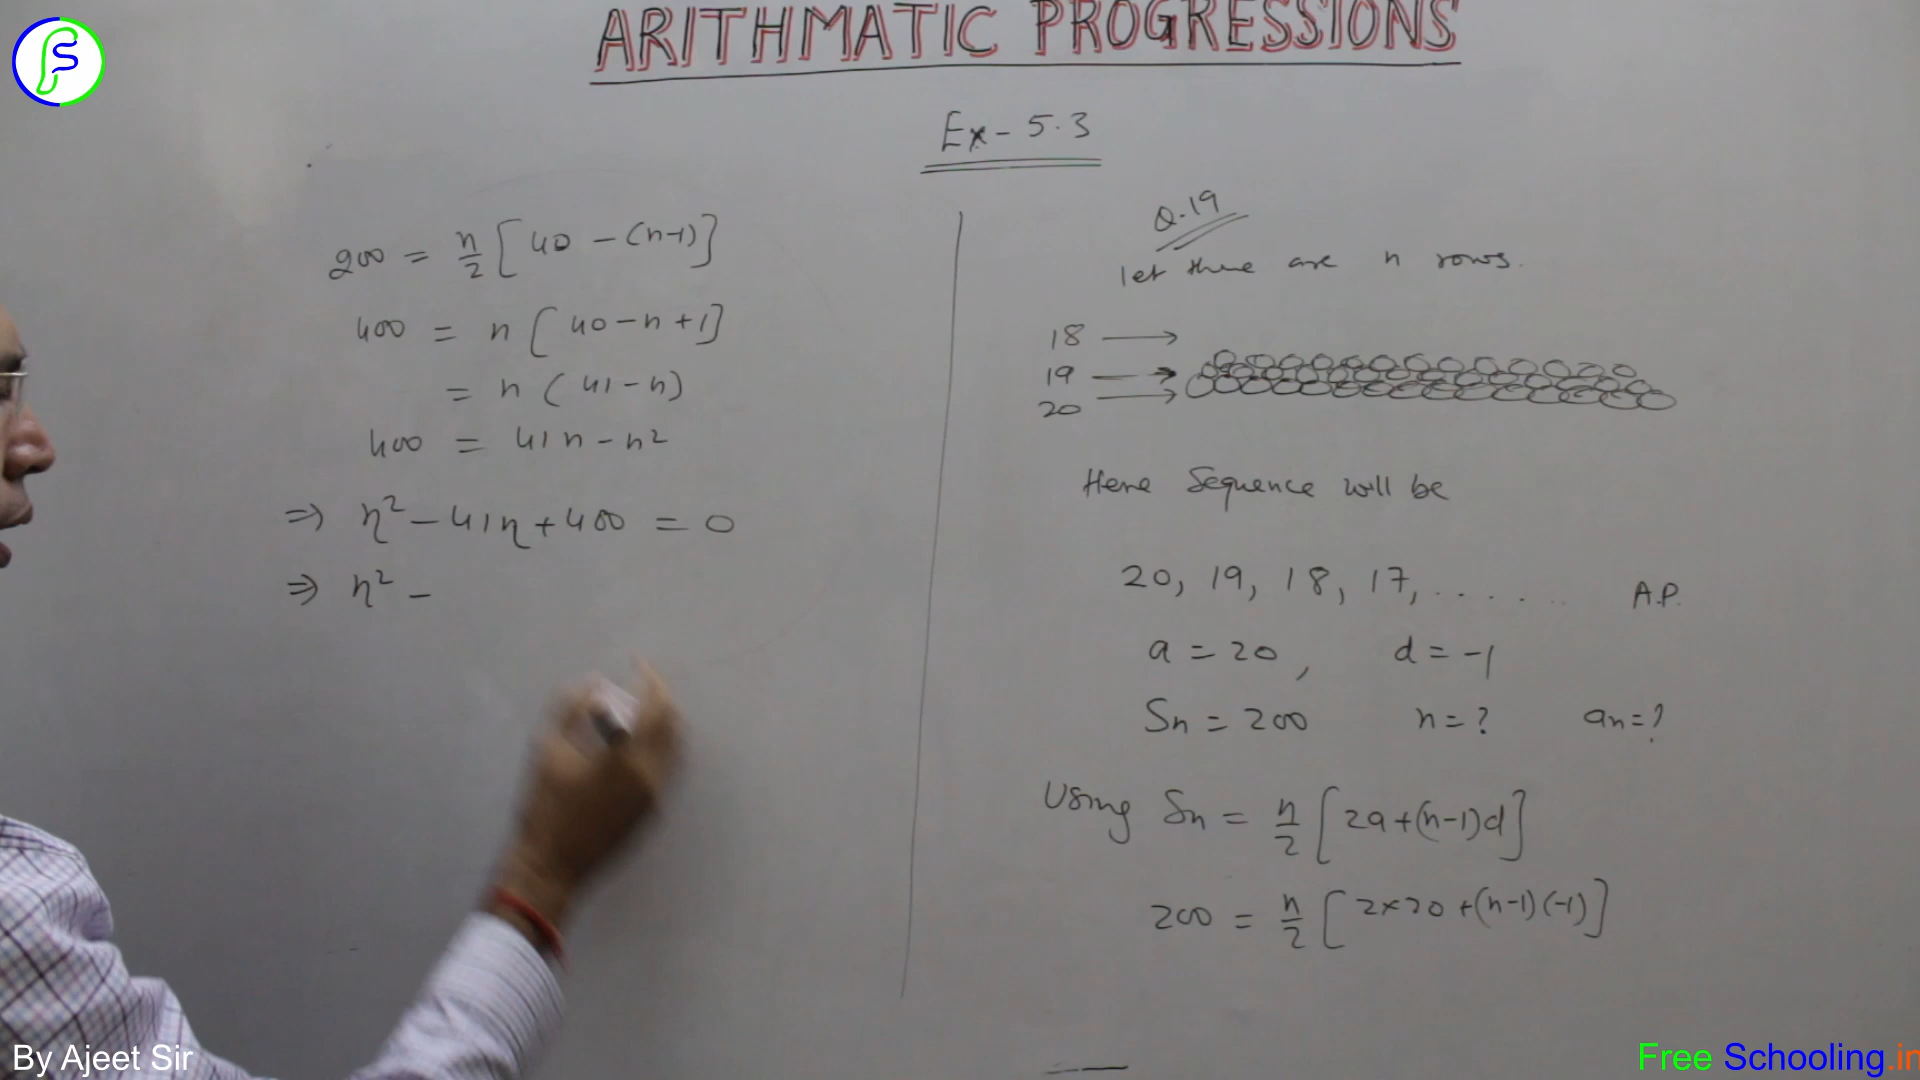 ARITHMATIC PROGRESSIONS
Ex - 5.3
200 = n/2 [40 - (n-1)]
400 = n [40 - n + 1]
= n (41 - n)
400 = 41n - n²
⇒ n² - 41n + 400 = 0
⇒ n² -
Q.19
let there are n rows.
18 →
19 →
20 →
Here Sequence will be
20, 19, 18, 17, . . . . . . A.P.
a = 20, d = -1
Sn = 200 n = ? an = ?
Using Sn = n/2 [2a + (n-1)d]
200 = n/2 [2×20 + (n-1)(-1)]
By Ajeet Sir
Free Schooling.in